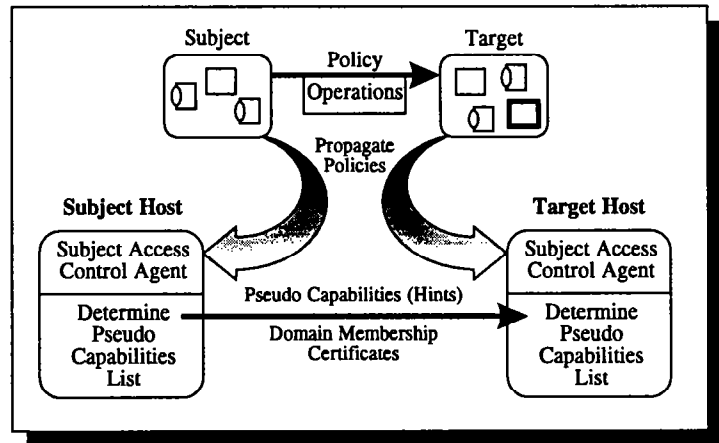 Subject
Target
Policy
Operations
Propagate
Policies
Subject Host
Target Host
Subject Access
Control Agent
Subject Access
Control Agent
Pseudo Capabilities (Hints)
Determine
Pseudo
Capabilities
List
Domain Membership
Certificates
Determine
Pseudo
Capabilities
List